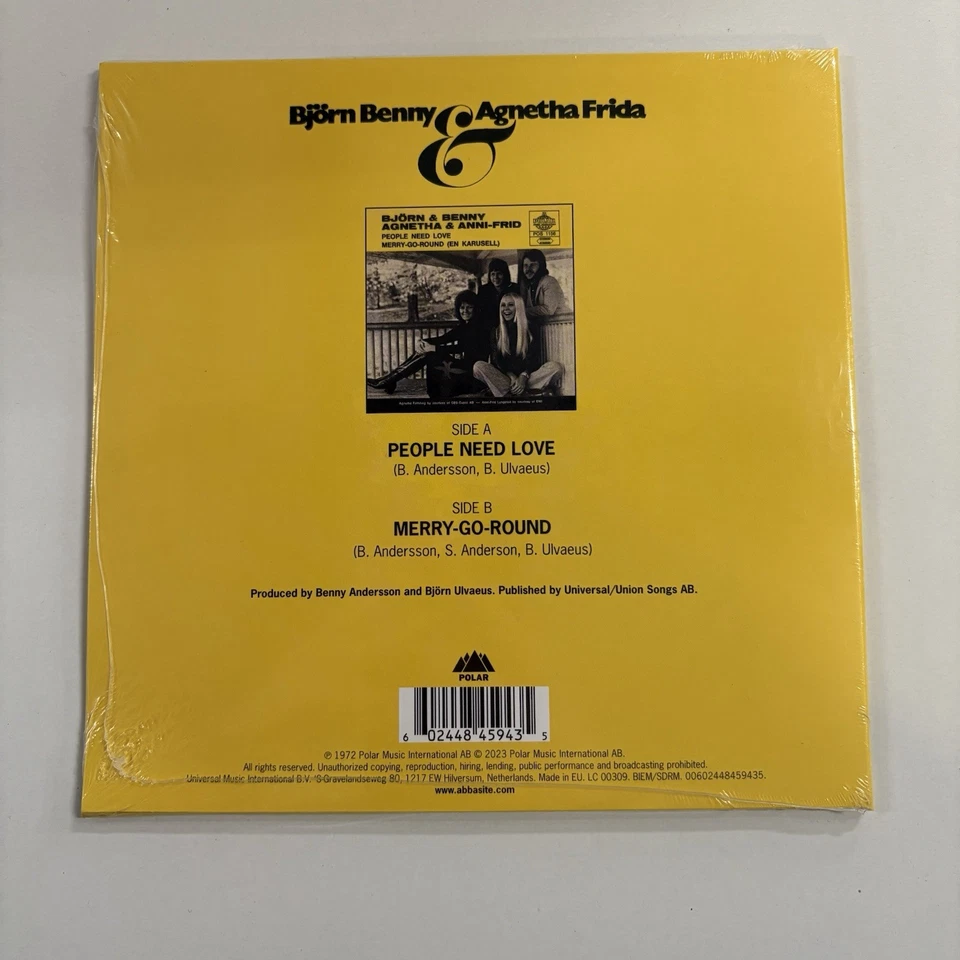 Björn Benny & Agnetha Frida
BJÖRN & BENNY
AGNETHA & ANNI-FRID
PEOPLE NEED LOVE
MERRY-GO-ROUND (EN KARUSELL)
POS 1156
SIDE A
PEOPLE NEED LOVE
(B. Andersson, B. Ulvaeus)
SIDE B
MERRY-GO-ROUND
(B. Andersson, S. Anderson, B. Ulvaeus)
Produced by Benny Andersson and Björn Ulvaeus. Published by Universal/Union Songs AB.
POLAR
6 02448 45943 5
℗ 1972 Polar Music International AB © 2023 Polar Music International AB.
All rights reserved. Unauthorized copying, reproduction, hiring, lending, public performance and broadcasting prohibited.
Universal Music International B.V. 'S-Gravelandseweg 80, 1217 EW Hilversum, Netherlands. Made in EU. LC 00309. BIEM/SDRM. 00602448459435.
www.abbasite.com